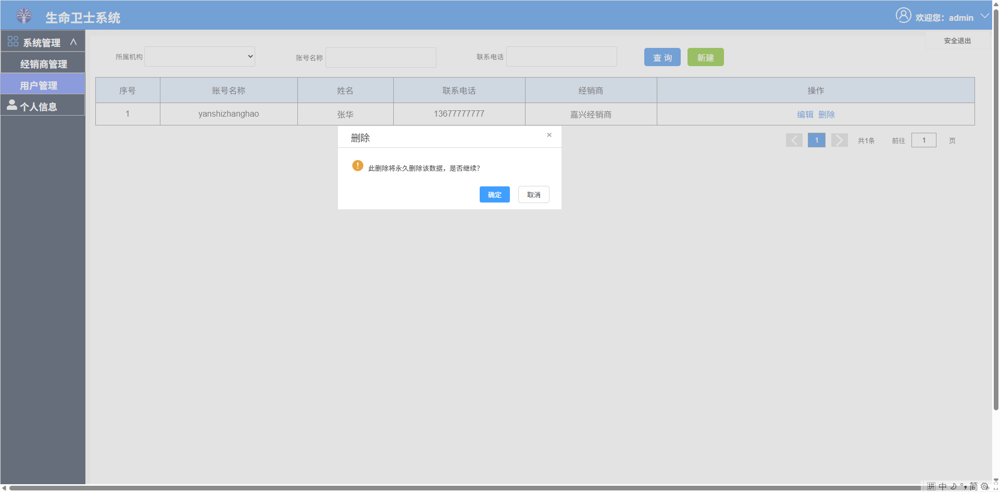 生命卫士系统
欢迎您：admin
安全退出
系统管理
经销商管理
用户管理
个人信息
所属机构
账号名称
联系电话
查 询
新建
序号 账号名称 姓名 联系电话 经销商 操作
1 yanshizhanghao 张华 13677777777 嘉兴经销商 编辑 删除
1 共1条 前往 1 页
删除
×
!
此删除将永久删除该数据，是否继续？
确定
取消
拼 中 简